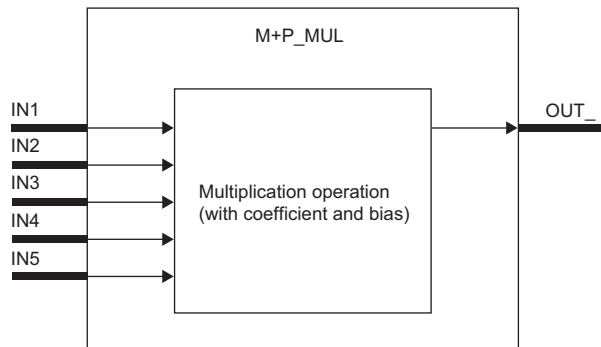 M+P_MUL
IN1
OUT_
IN2
IN3
Multiplication operation
(with coefficient and bias)
IN4
IN5